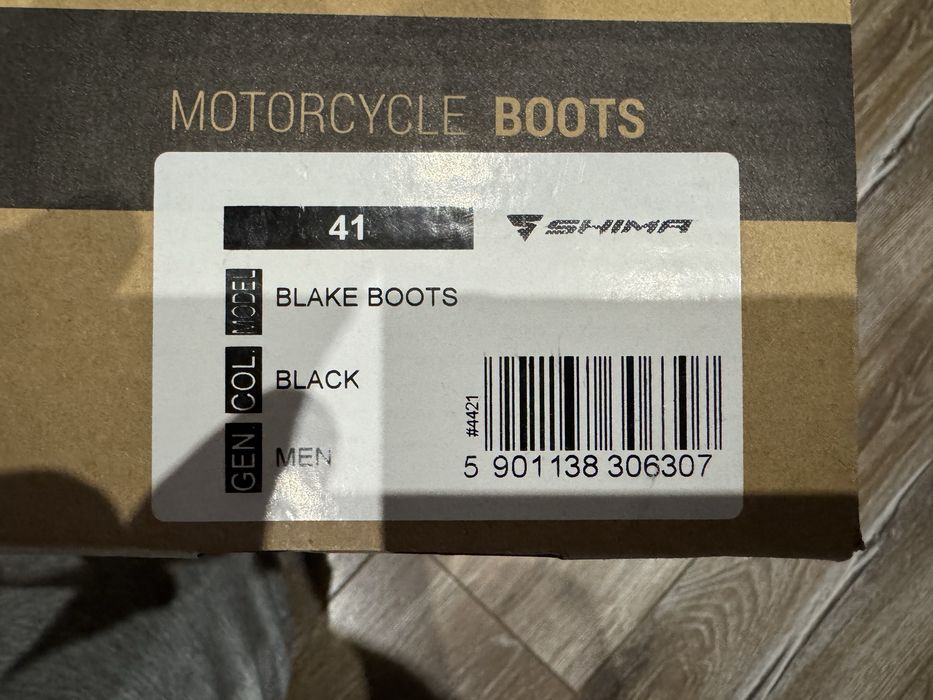 MOTORCYCLE BOOTS
41
SHIMA
MODEL BLAKE BOOTS
COL. BLACK
GEN. MEN
#4421
5 901138 306307